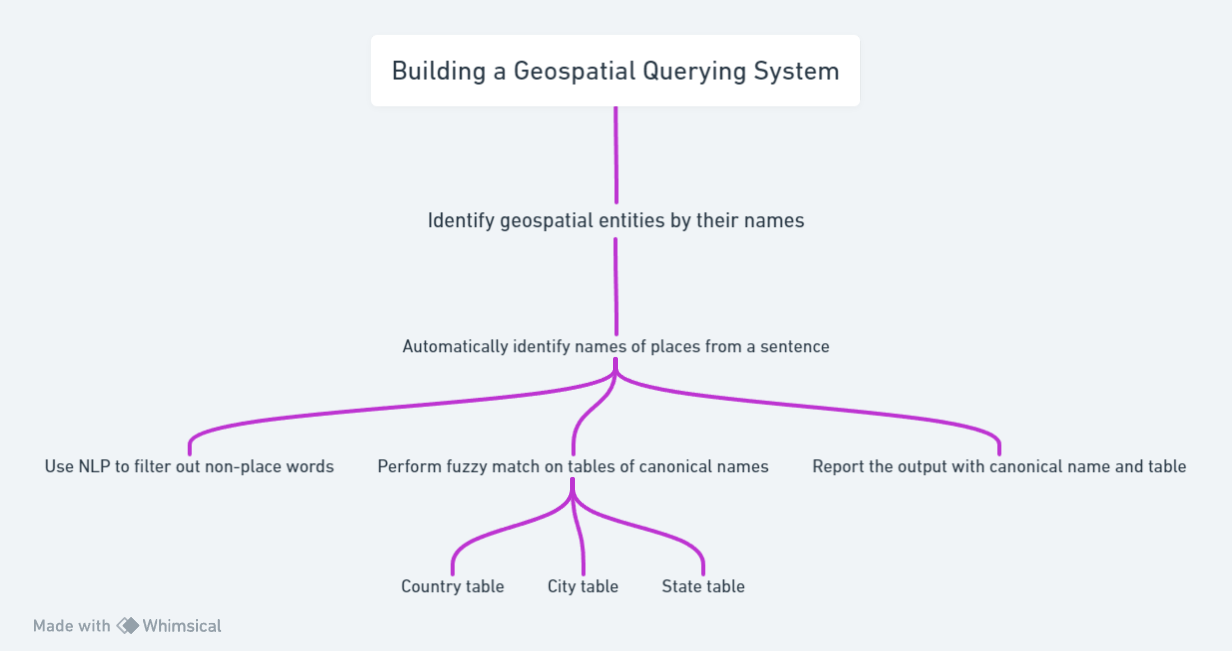 Building a Geospatial Querying System
Identify geospatial entities by their names
Automatically identify names of places from a sentence
Use NLP to filter out non-place words
Perform fuzzy match on tables of canonical names
Report the output with canonical name and table
Country table
City table
State table
Made with Whimsical